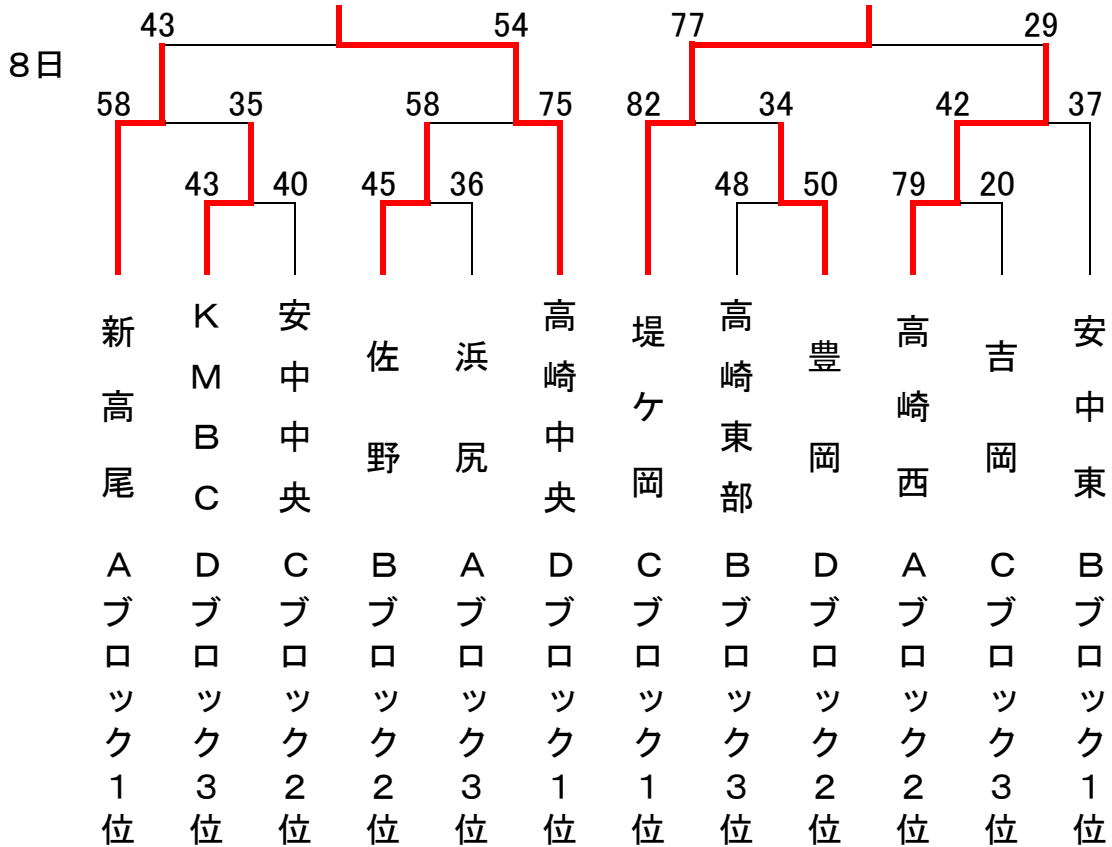 43 54 77 29
8日
58 35 58 75 82 34 42 37
43 40 45 36 48 50 79 20
新高尾 Aブロック1位
KMBC Dブロック3位
安中中央 Cブロック2位
佐野 Bブロック2位
浜尻 Aブロック3位
高崎中央 Dブロック1位
堤ケ岡 Cブロック1位
高崎東部 Bブロック3位
豊岡 Dブロック2位
高崎西 Aブロック2位
吉岡 Cブロック3位
安中東 Bブロック1位